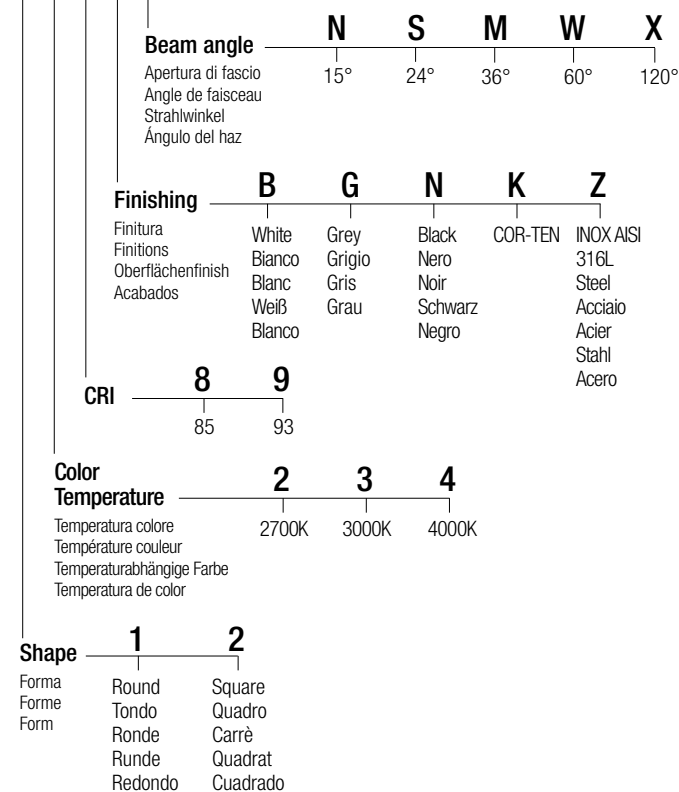 N S M W X
Beam angle
15° 24° 36° 60° 120°
Apertura di fascio
Angle de faisceau
Strahlwinkel
Ángulo del haz
B G N K Z
Finishing
Finitura
Finitions
Oberflächenfinish
Acabados
White Grey Black COR-TEN INOX AISI
Bianco Grigio Nero 316L
Blanc Gris Noir Steel
Weiß Grau Schwarz Acciaio
Blanco Negro Acier
Stahl
Acero
8 9
CRI
85 93
Color
Temperature
2 3 4
2700K 3000K 4000K
Temperatura colore
Température couleur
Temperaturabhängige Farbe
Temperatura de color
1 2
Shape
Forma
Forme
Form
Round Square
Tondo Quadro
Ronde Carrè
Runde Quadrat
Redondo Cuadrado